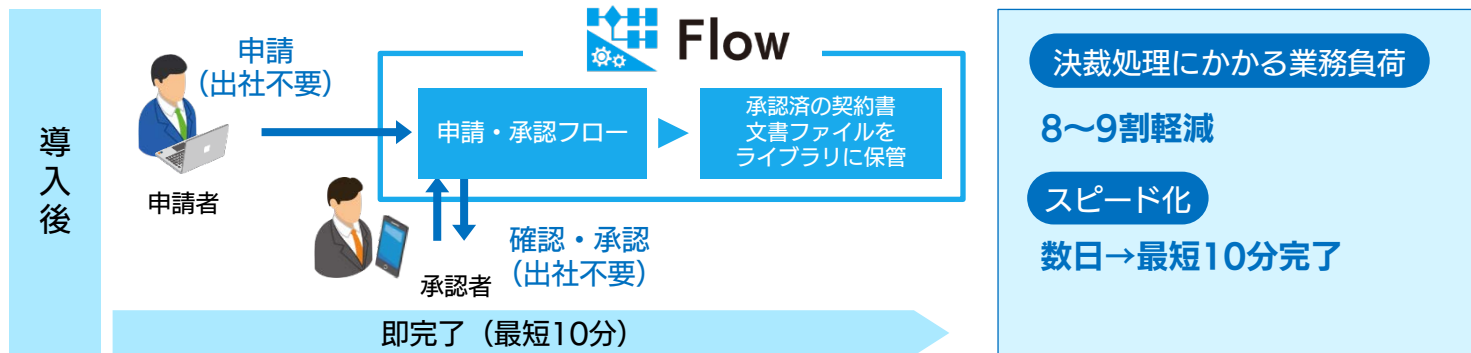 導入後
申請
（出社不要）
申請者
Flow
申請・承認フロー
承認済の契約書
文書ファイルを
ライブラリに保管
承認者
確認・承認
（出社不要）
即完了（最短10分）
決裁処理にかかる業務負荷
8〜9割軽減
スピード化
数日→最短10分完了